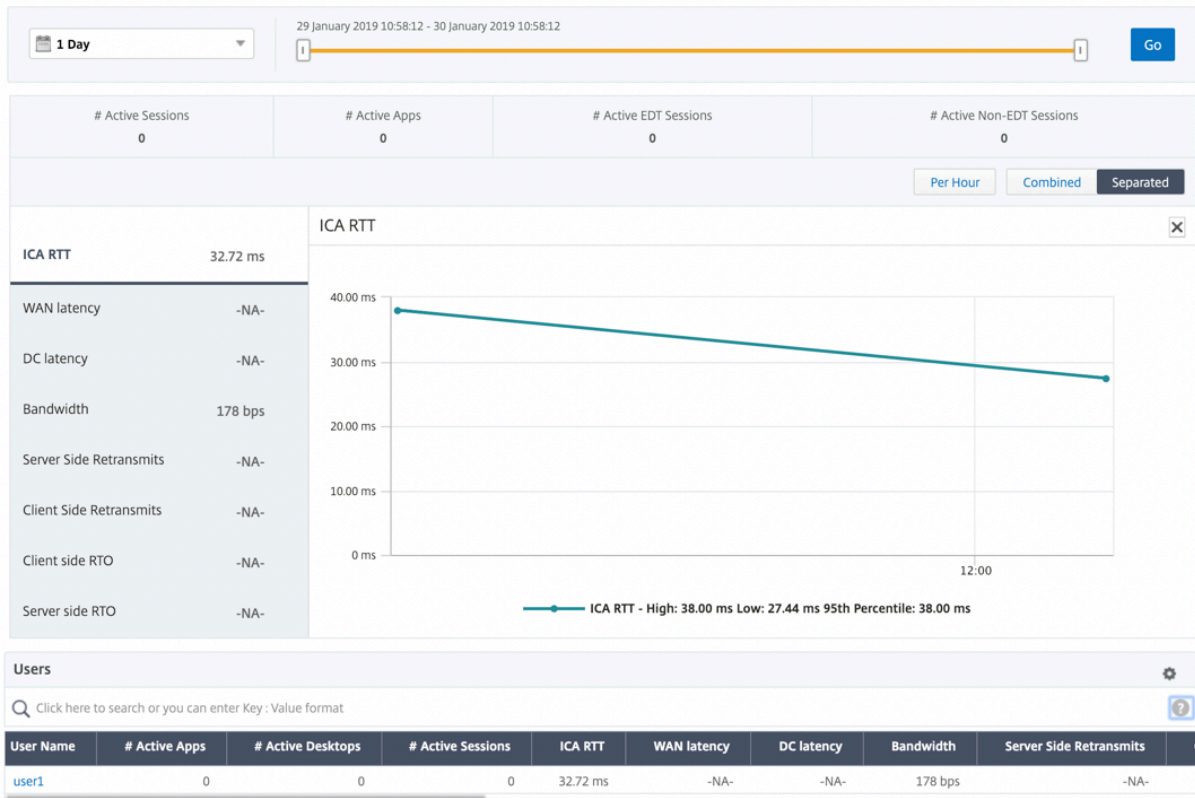 29 January 2019 10:58:12 - 30 January 2019 10:58:12
1 Day
Go
# Active Sessions # Active Apps # Active EDT Sessions # Active Non-EDT Sessions
0 0 0 0
Per Hour Combined Separated
ICA RTT
ICA RTT 32.72 ms
WAN latency -NA-
DC latency -NA-
Bandwidth 178 bps
Server Side Retransmits -NA-
Client Side Retransmits -NA-
Client side RTO -NA-
Server side RTO -NA-
40.00 ms
30.00 ms
20.00 ms
10.00 ms
0 ms
12:00
ICA RTT - High: 38.00 ms Low: 27.44 ms 95th Percentile: 38.00 ms
Users
Click here to search or you can enter Key : Value format
?
User Name # Active Apps # Active Desktops # Active Sessions ICA RTT WAN latency DC latency Bandwidth Server Side Retransmits
user1 0 0 0 32.72 ms -NA- -NA- 178 bps -NA-